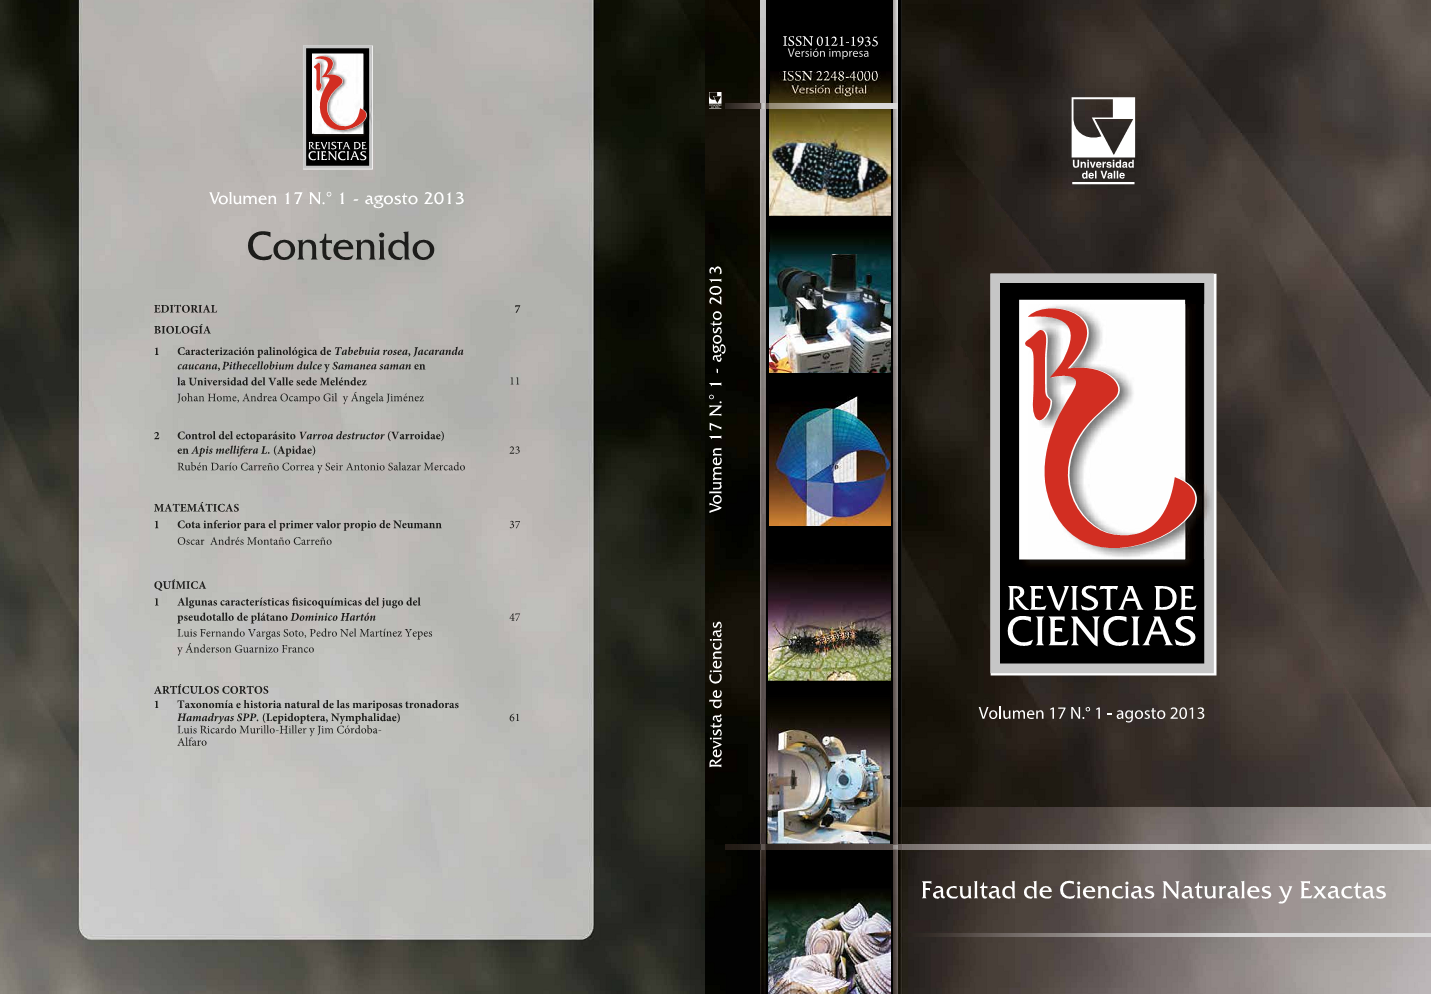 REVISTA DE
CIENCIAS
Volumen 17 N.° 1 - agosto 2013
Contenido
EDITORIAL 7
BIOLOGÍA
1 Caracterización palinológica de Tabebuia rosea, Jacaranda
caucana, Pithecellobium dulce y Samanea saman en
la Universidad del Valle sede Meléndez 11
Johan Home, Andrea Ocampo Gil y Ángela Jiménez
2 Control del ectoparásito Varroa destructor (Varroidae)
en Apis mellifera L. (Apidae) 23
Rubén Darío Carreño Correa y Seir Antonio Salazar Mercado
MATEMÁTICAS
1 Cota inferior para el primer valor propio de Neumann 37
Oscar Andrés Montaño Carreño
QUÍMICA
1 Algunas características fisicoquímicas del jugo del
pseudotallo de plátano Dominico Hartón 47
Luis Fernando Vargas Soto, Pedro Nel Martínez Yepes
y Ánderson Guarnizo Franco
ARTÍCULOS CORTOS
1 Taxonomía e historia natural de las mariposas tronadoras
Hamadryas SPP. (Lepidoptera, Nymphalidae) 61
Luis Ricardo Murillo-Hiller y Jim Córdoba-
Alfaro
Revista de Ciencias
Volumen 17 N.° 1 - agosto 2013
ISSN 0121-1935
Versión impresa
ISSN 2248-4000
Versión digital
Universidad
del Valle
REVISTA DE
CIENCIAS
Volumen 17 N.° 1 - agosto 2013
Facultad de Ciencias Naturales y Exactas